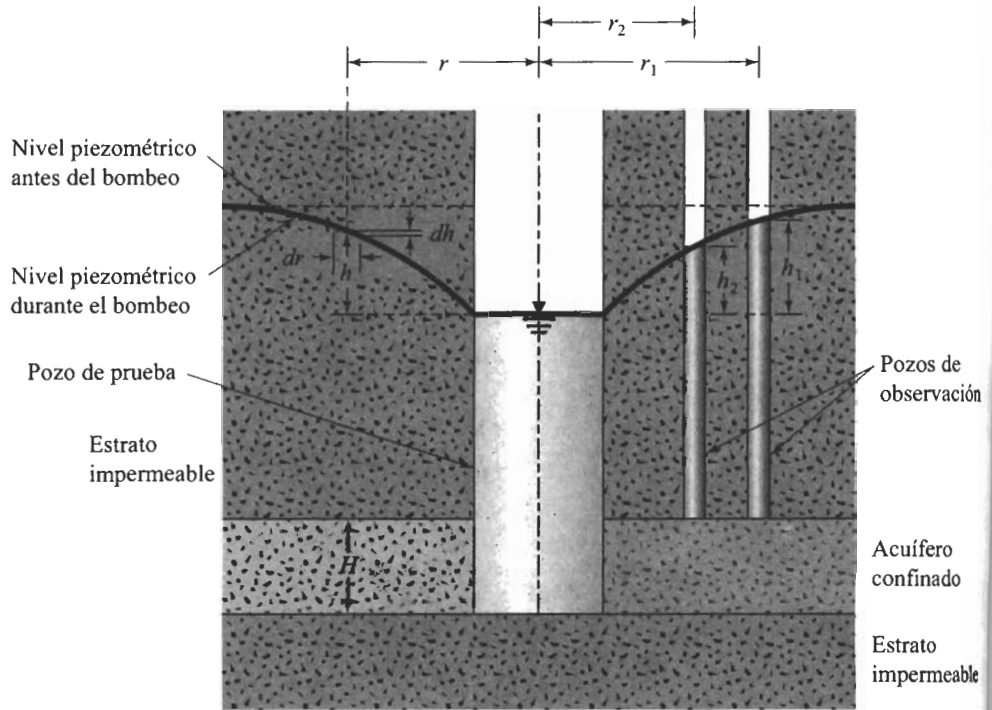 r₂
r
r₁
Nivel piezométrico
antes del bombeo
dh
dr
h
h₂
h₁
Nivel piezométrico
durante el bombeo
Pozo de prueba
Pozos de
observación
Estrato
impermeable
H
Acuífero
confinado
Estrato
impermeable